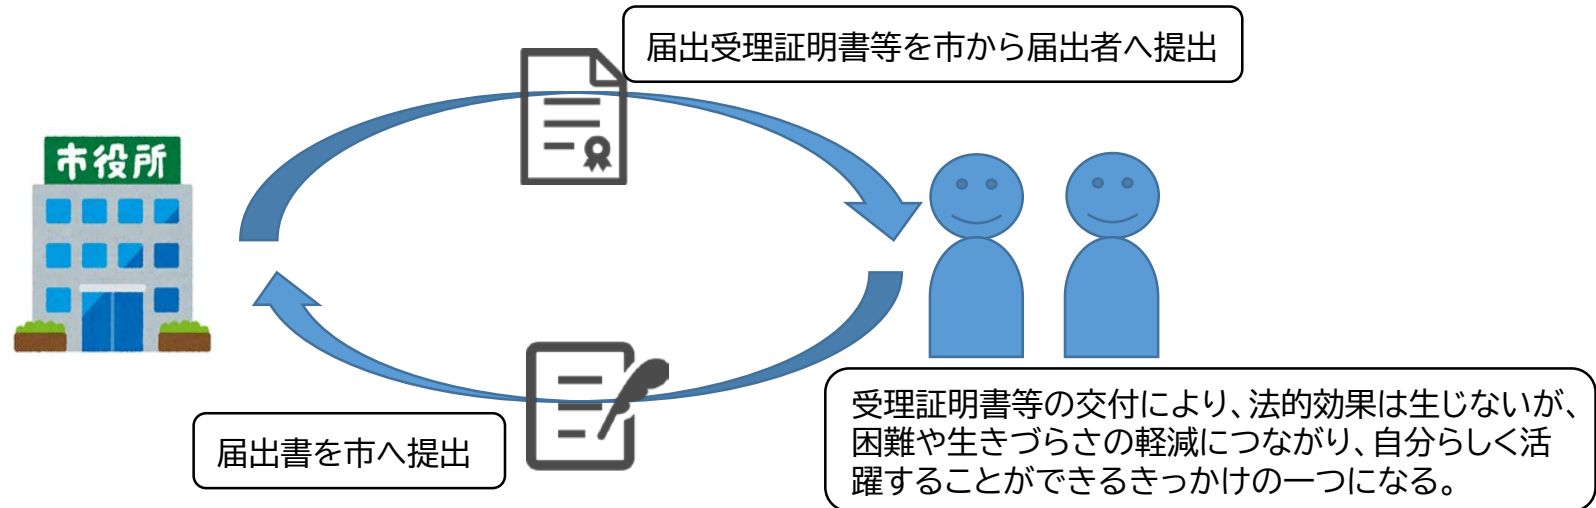 届出受理証明書等を市から届出者へ提出
市役所
届出書を市へ提出
受理証明書等の交付により、法的効果は生じないが、
困難や生きづらさの軽減につながり、自分らしく活
躍することができるきっかけの一つになる。